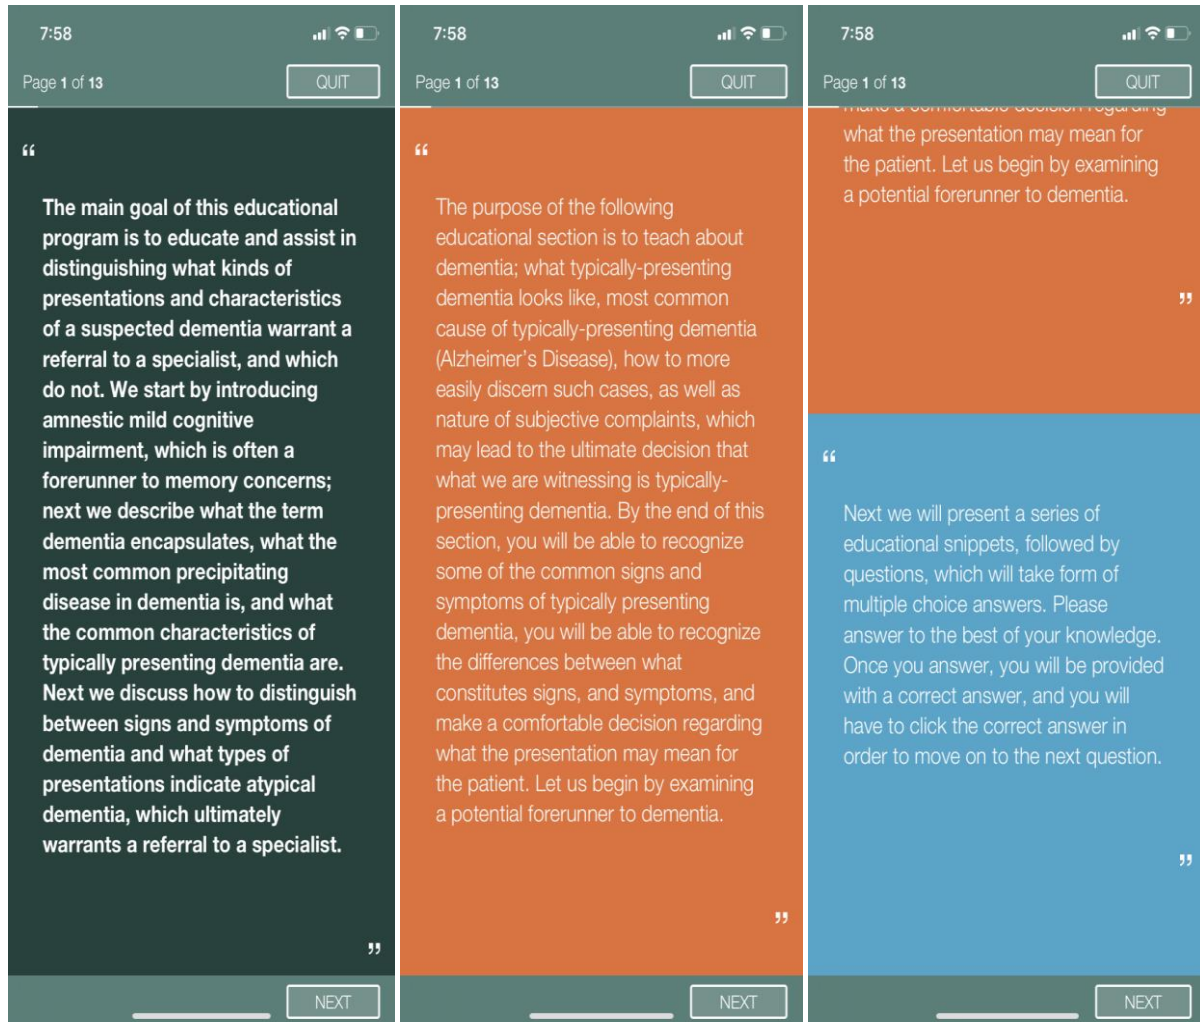 7:58
Page 1 of 13
QUIT
“
The main goal of this educational
program is to educate and assist in
distinguishing what kinds of
presentations and characteristics
of a suspected dementia warrant a
referral to a specialist, and which
do not. We start by introducing
amnestic mild cognitive
impairment, which is often a
forerunner to memory concerns;
next we describe what the term
dementia encapsulates, what the
most common precipitating
disease in dementia is, and what
the common characteristics of
typically presenting dementia are.
Next we discuss how to distinguish
between signs and symptoms of
dementia and what types of
presentations indicate atypical
dementia, which ultimately
warrants a referral to a specialist.
”
NEXT
7:58
Page 1 of 13
QUIT
“
The purpose of the following
educational section is to teach about
dementia; what typically-presenting
dementia looks like, most common
cause of typically-presenting dementia
(Alzheimer's Disease), how to more
easily discern such cases, as well as
nature of subjective complaints, which
may lead to the ultimate decision that
what we are witnessing is typically-
presenting dementia. By the end of this
section, you will be able to recognize
some of the common signs and
symptoms of typically presenting
dementia, you will be able to recognize
the differences between what
constitutes signs, and symptoms, and
make a comfortable decision regarding
what the presentation may mean for
the patient. Let us begin by examining
a potential forerunner to dementia.
”
NEXT
7:58
Page 1 of 13
QUIT
make a comfortable decision regarding
what the presentation may mean for
the patient. Let us begin by examining
a potential forerunner to dementia.
”
“
Next we will present a series of
educational snippets, followed by
questions, which will take form of
multiple choice answers. Please
answer to the best of your knowledge.
Once you answer, you will be provided
with a correct answer, and you will
have to click the correct answer in
order to move on to the next question.
”
NEXT